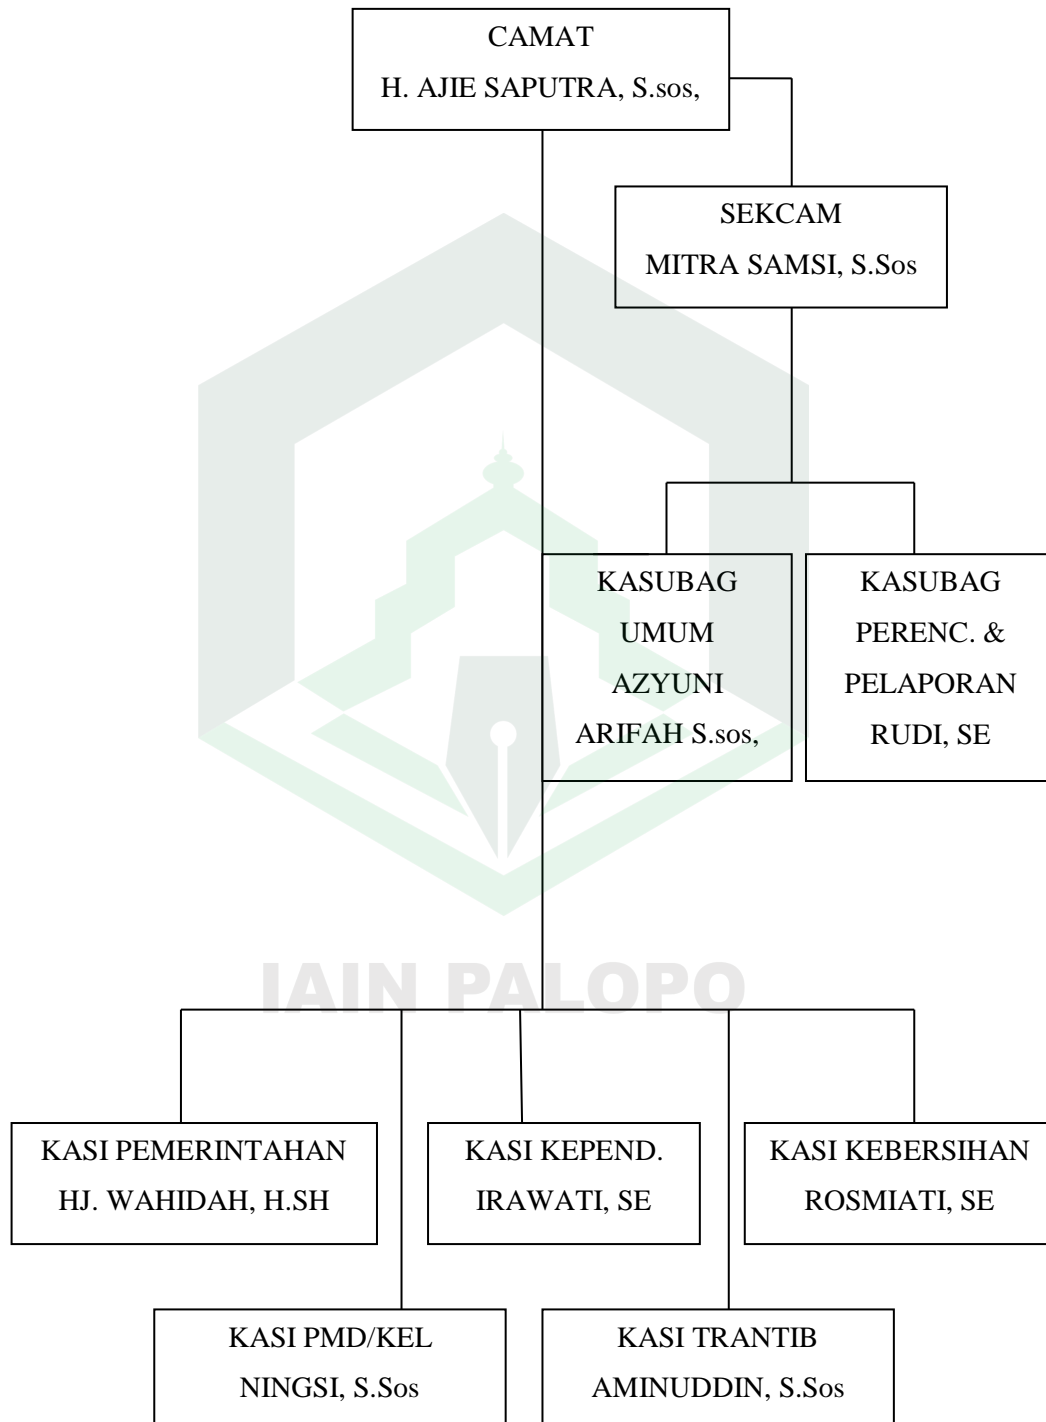 CAMAT
H. AJIE SAPUTRA, S.sos,
SEKCAM
MITRA SAMSI, S.Sos
KASUBAG
UMUM
AZYUNI
ARIFAH S.sos,
KASUBAG
PERENC. &
PELAPORAN
RUDI, SE
IAIN PALOPO
KASI PEMERINTAHAN
HJ. WAHIDAH, H.SH
KASI KEPEND.
IRAWATI, SE
KASI KEBERSIHAN
ROSMIATI, SE
KASI PMD/KEL
NINGSI, S.Sos
KASI TRANTIB
AMINUDDIN, S.Sos